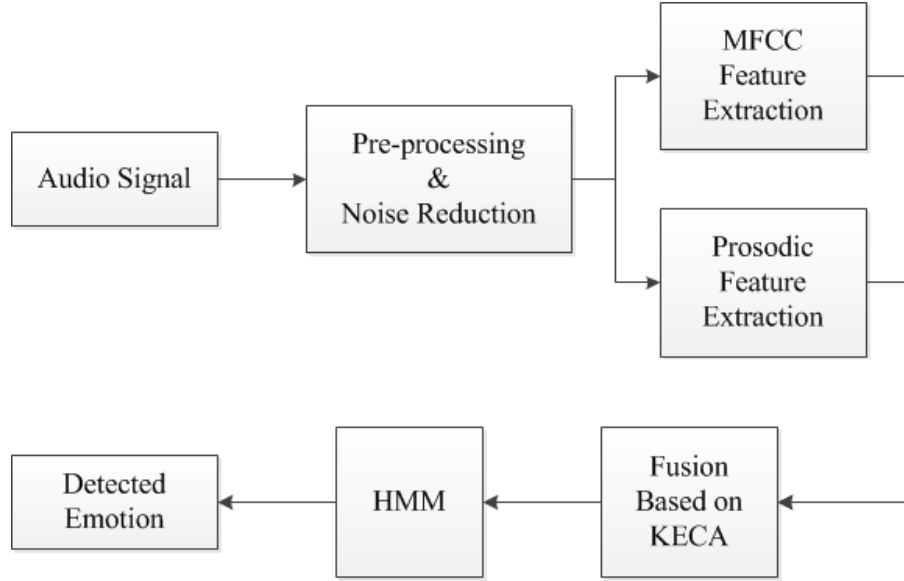 Audio Signal
Pre-processing
&
Noise Reduction
MFCC
Feature
Extraction
Prosodic
Feature
Extraction
Fusion
Based on
KECA
HMM
Detected
Emotion